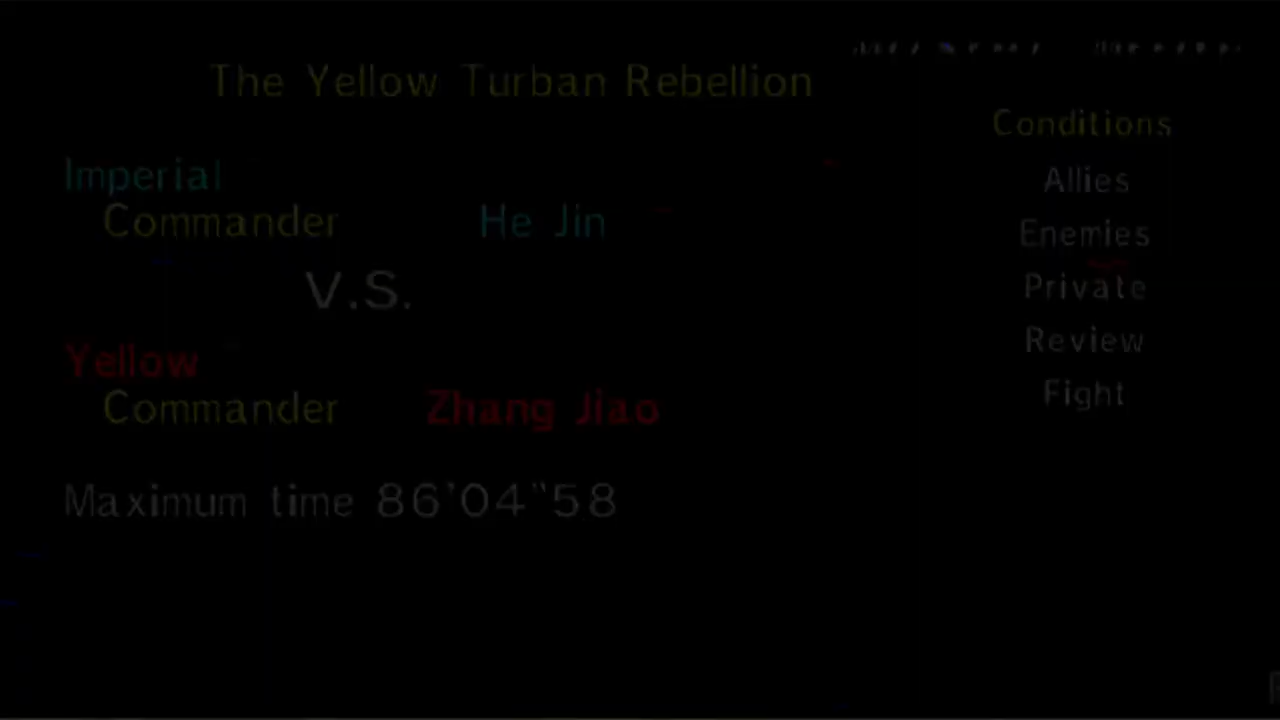 The Yellow Turban Rebellion
Conditions
Imperial
Allies
Commander He Jin
Enemies
V.S.
Private
Review
Yellow
Fight
Commander Zhang Jiao
Maximum time 86'04"58